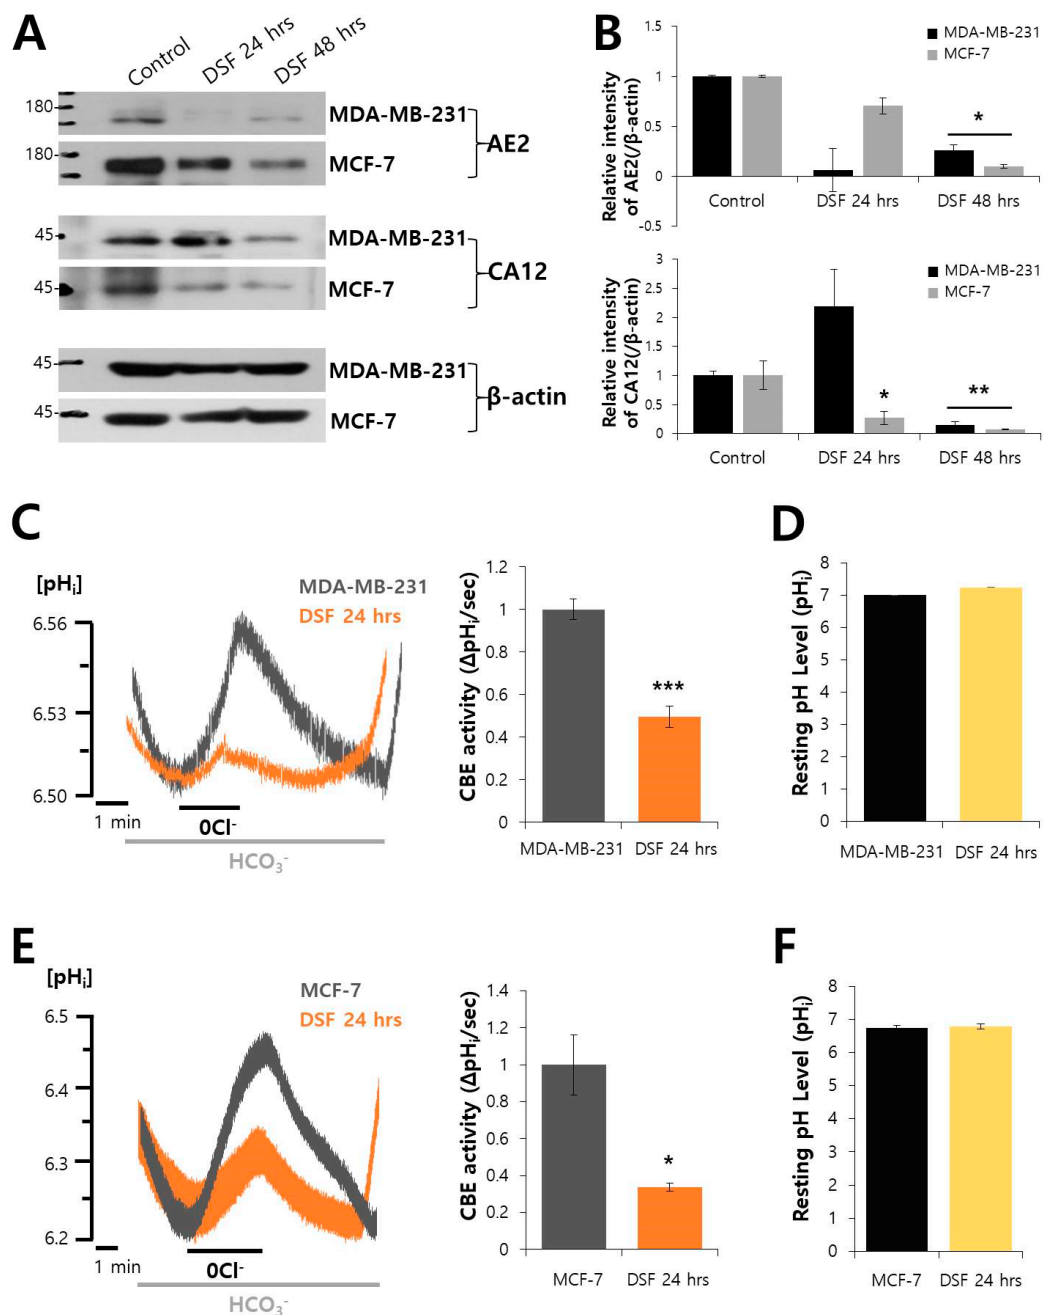 A
Control
DSF 24 hrs
DSF 48 hrs
180
MDA-MB-231
180
MCF-7
AE2
45
MDA-MB-231
45
MCF-7
CA12
45
MDA-MB-231
45
MCF-7
β-actin
B
MDA-MB-231
MCF-7
Relative intensity
of AE2(/β-actin)
1.5
1
0.5
0
-0.5
*
Control
DSF 24 hrs
DSF 48 hrs
MDA-MB-231
MCF-7
Relative intensity
of CA12(/β-actin)
3
2.5
2
1.5
1
0.5
0
*
**
Control
DSF 24 hrs
DSF 48 hrs
C
[pHi]
MDA-MB-231
DSF 24 hrs
6.56
6.53
6.50
1 min
0Cl-
HCO3-
CBE activity (ΔpHi/sec)
1.2
1
0.8
0.6
0.4
0.2
0
***
MDA-MB-231
DSF 24 hrs
D
Resting pH Level (pHi)
8
7
6
5
4
3
2
1
0
MDA-MB-231
DSF 24 hrs
E
[pHi]
MCF-7
DSF 24 hrs
6.5
6.4
6.3
6.2
1 min
0Cl-
HCO3-
CBE activity (ΔpHi/sec)
1.4
1.2
1
0.8
0.6
0.4
0.2
0
*
MCF-7
DSF 24 hrs
F
Resting pH Level (pHi)
8
7
6
5
4
3
2
1
0
MCF-7
DSF 24 hrs